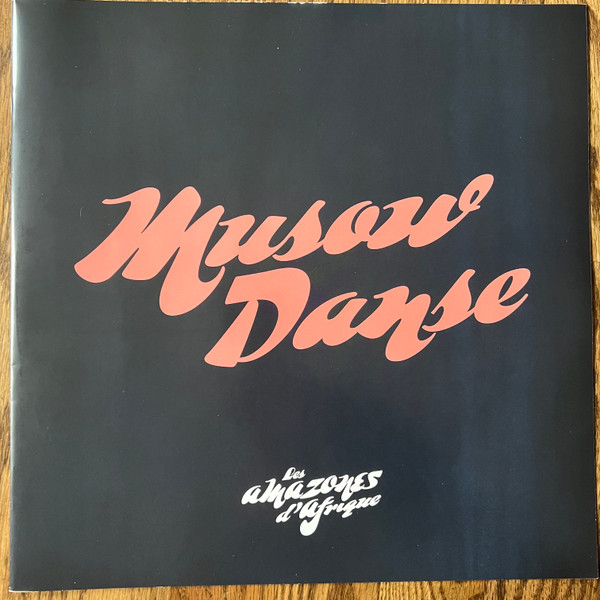 Musow
Danse
Les
aMAZONES
d'Afrique